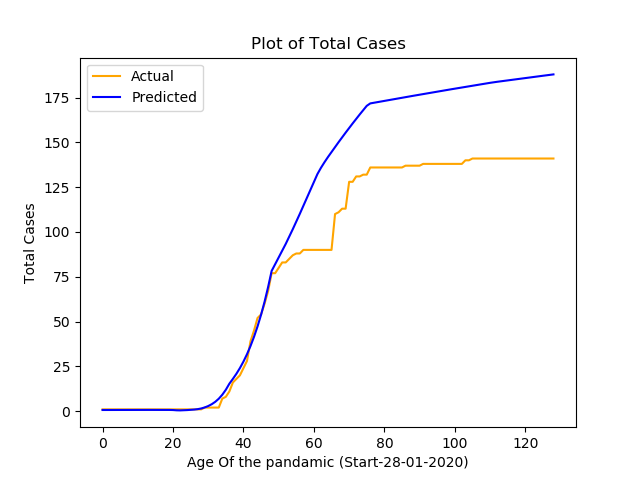 Plot of Total Cases
Actual
Predicted
175
150
125
100
75
50
25
0
Total Cases
0 20 40 60 80 100 120
Age Of the pandamic (Start-28-01-2020)